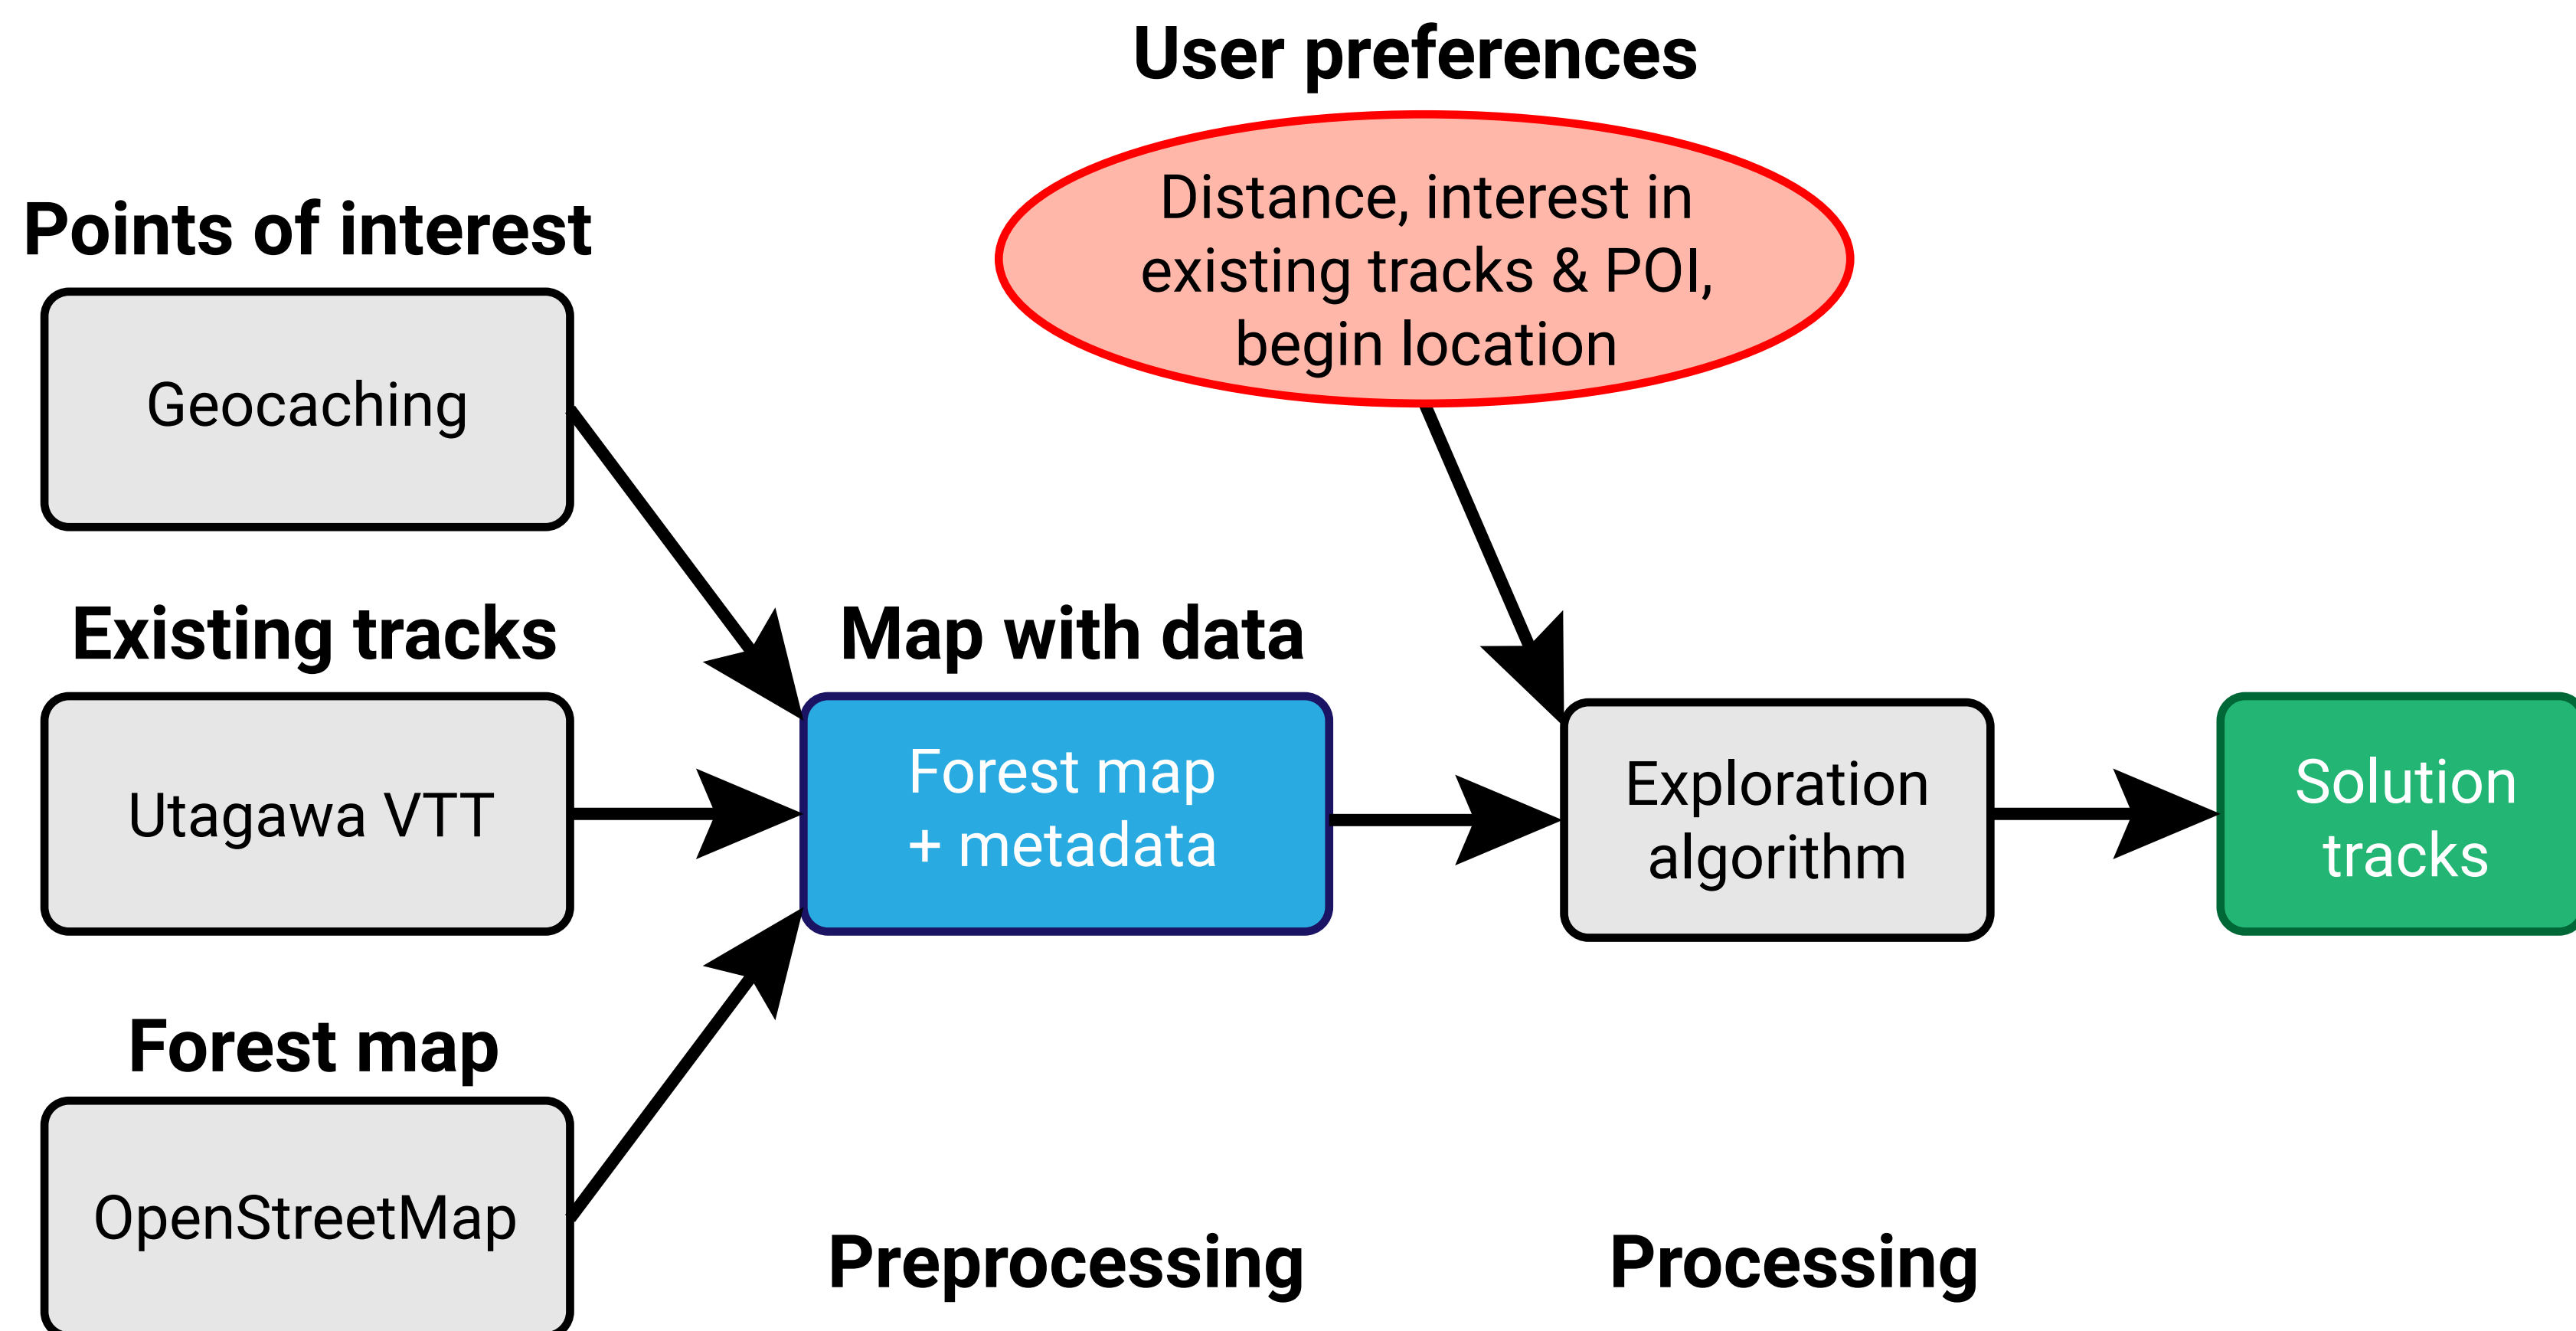 User preferences
Distance, interest in
existing tracks & POI,
begin location
Points of interest
Geocaching
Existing tracks
Utagawa VTT
Map with data
Forest map
+ metadata
Exploration
algorithm
Solution
tracks
Forest map
OpenStreetMap
Preprocessing
Processing